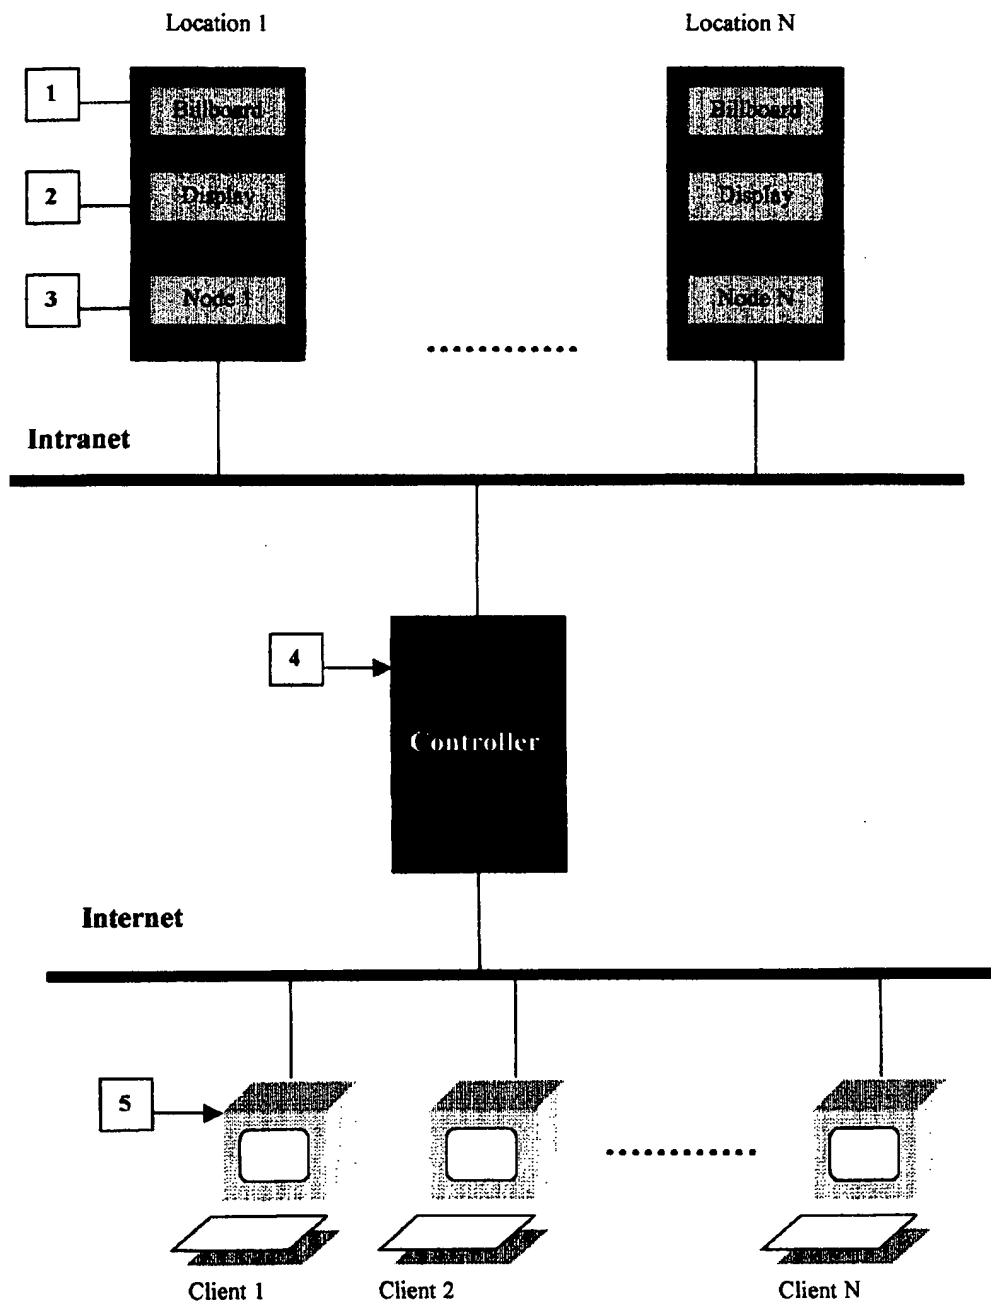 Location 1
Location N
1
Billboard
Billboard
2
Display
Display
3
Node 1
Node N
Intranet
4
Controller
Internet
5
Client 1
Client 2
Client N